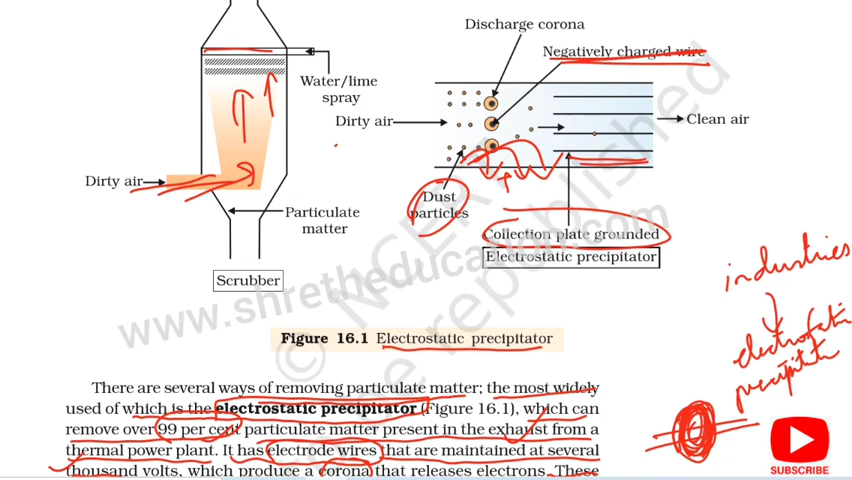 Discharge corona
Negatively charged wire
Water/lime
spray
Dirty air
Clean air
Dirty air
Dust
particles
Particulate
matter
Collection plate grounded
Electrostatic precipitator
Scrubber
industries
electrostatic
precipitator
www.shretheducation.com
© NCERT
be republished
Figure 16.1 Electrostatic precipitator
There are several ways of removing particulate matter; the most widely
used of which is the electrostatic precipitator (Figure 16.1), which can
remove over 99 per cent particulate matter present in the exhaust from a
thermal power plant. It has electrode wires that are maintained at several
thousand volts, which produce a corona that releases electrons. These
SUBSCRIBE